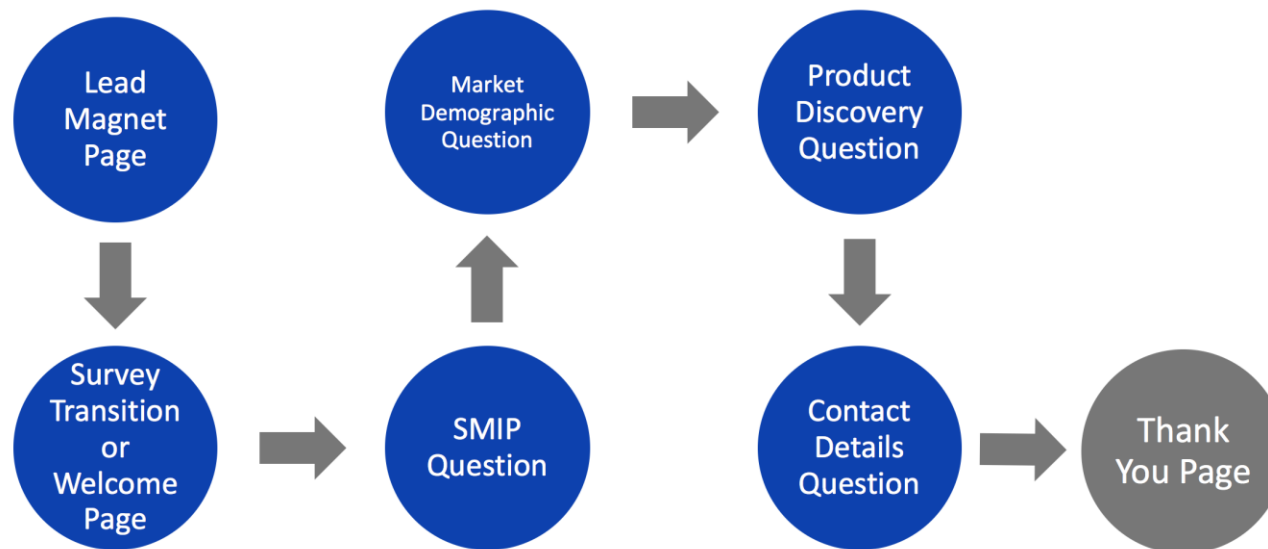 Lead
Magnet
Page
Survey
Transition
or
Welcome
Page
SMIP
Question
Market
Demographic
Question
Product
Discovery
Question
Contact
Details
Question
Thank
You Page